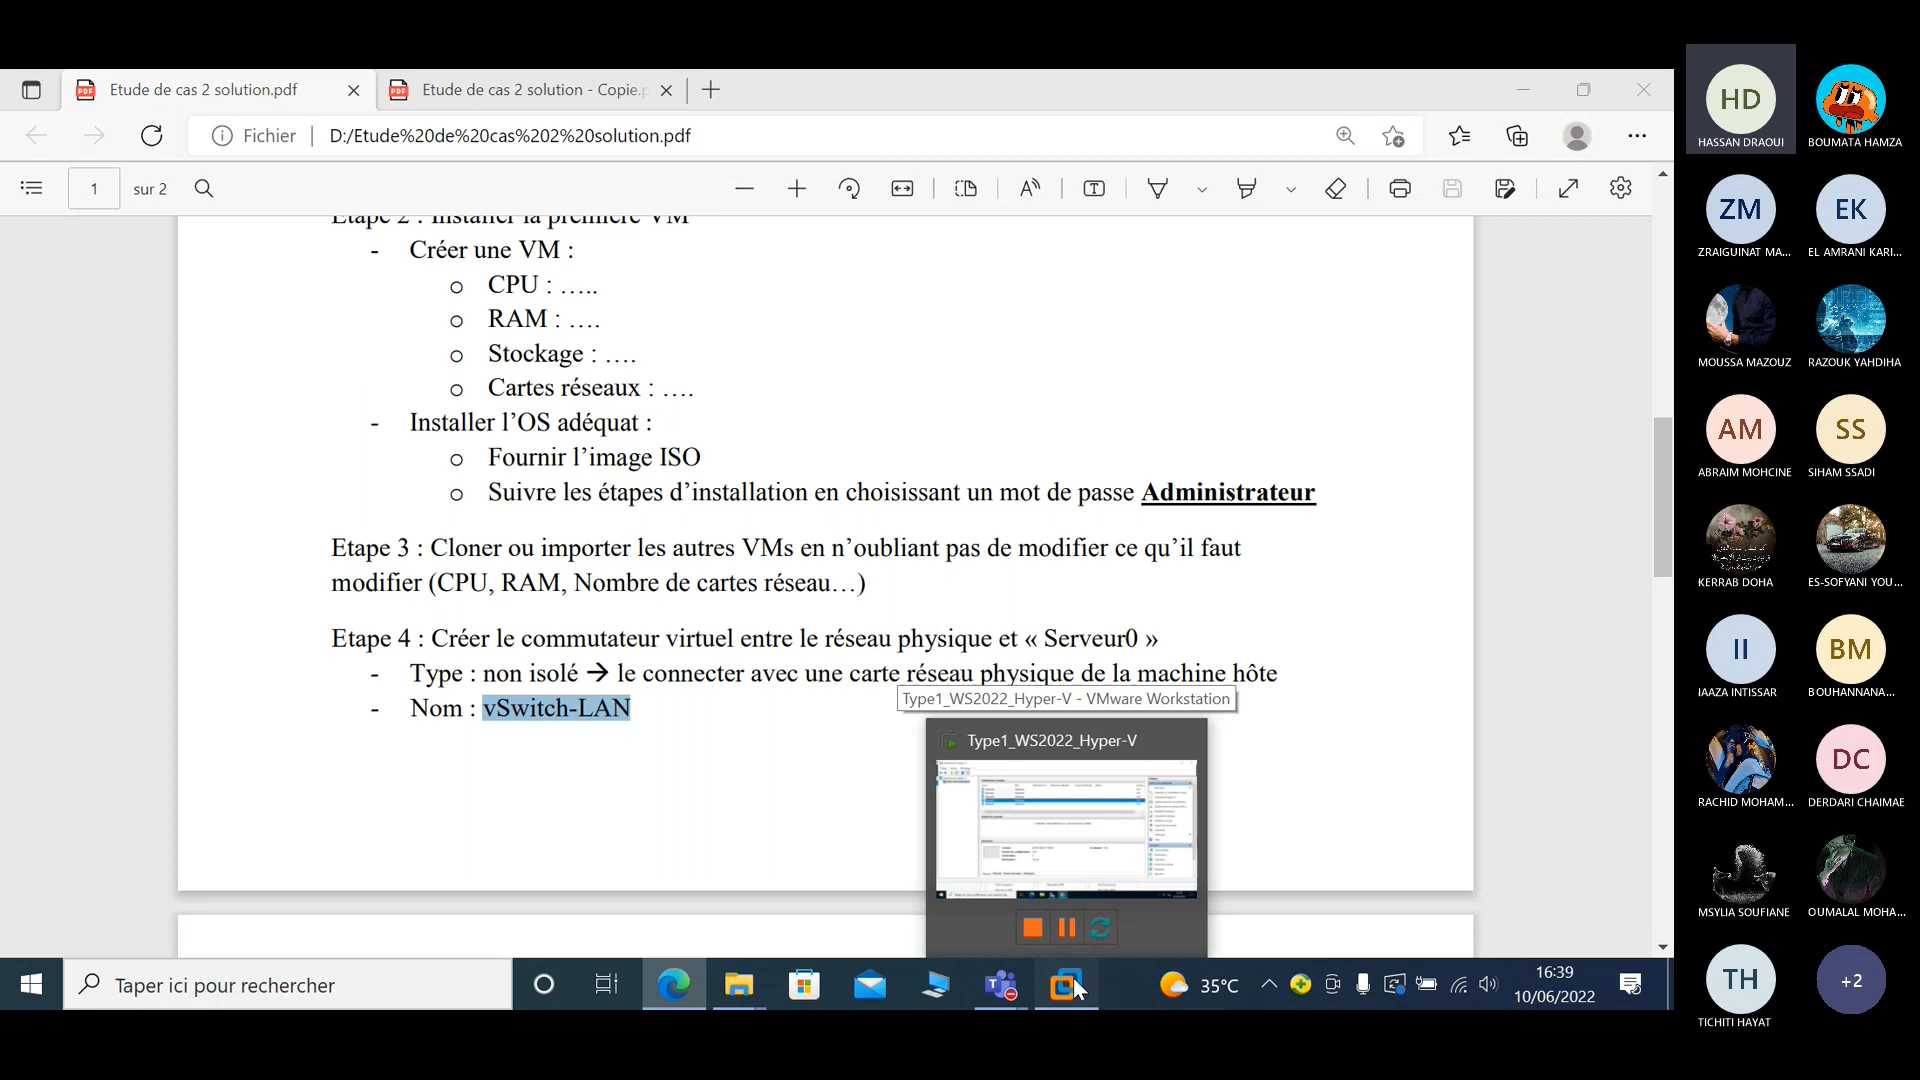 Etude de cas 2 solution.pdf
Etude de cas 2 solution - Copie.p
Fichier
D:/Etude%20de%20cas%202%20solution.pdf
1
sur 2
Etape 2 : Installer la première VM
- Créer une VM :
o CPU : …..
o RAM : ….
o Stockage : ….
o Cartes réseaux : ….
- Installer l’OS adéquat :
o Fournir l’image ISO
o Suivre les étapes d’installation en choisissant un mot de passe Administrateur
Etape 3 : Cloner ou importer les autres VMs en n’oubliant pas de modifier ce qu’il faut
modifier (CPU, RAM, Nombre de cartes réseau…)
Etape 4 : Créer le commutateur virtuel entre le réseau physique et « Serveur0 »
- Type : non isolé → le connecter avec une carte réseau physique de la machine hôte
- Nom : vSwitch-LAN
Type1_WS2022_Hyper-V - VMware Workstation
Type1_WS2022_Hyper-V
Taper ici pour rechercher
35°C
16:39
10/06/2022
HD
HASSAN DRAOUI
BOUMATA HAMZA
ZM
ZRAIGUINAT MA...
EK
EL AMRANI KARI...
MOUSSA MAZOUZ
RAZOUK YAHDIHA
AM
ABRAIM MOHCINE
SS
SIHAM SSADI
KERRAB DOHA
ES-SOFYANI YOU...
II
IAAZA INTISSAR
BM
BOUHANNANA...
RACHID MOHAM...
DC
DERDARI CHAIMAE
MSYLIA SOUFIANE
OUMALAL MOHA...
TH
TICHITI HAYAT
+2